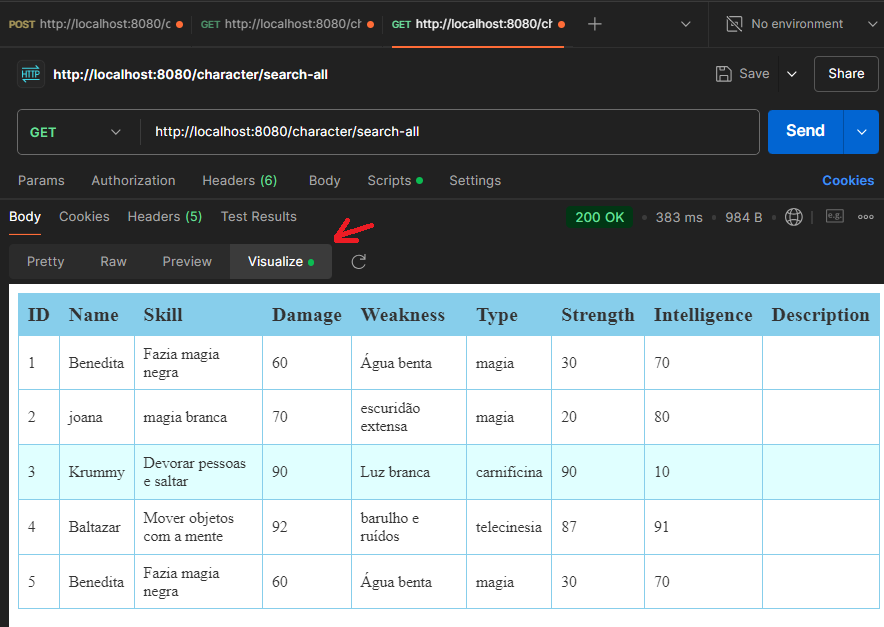 POST http://localhost:8080/c
GET http://localhost:8080/ch
GET http://localhost:8080/ch
No environment
HTTP http://localhost:8080/character/search-all
Save
Share
GET http://localhost:8080/character/search-all
Send
Params Authorization Headers (6) Body Scripts Settings Cookies
Body Cookies Headers (5) Test Results 200 OK 383 ms 984 B e.g.
Pretty Raw Preview Visualize
ID Name Skill Damage Weakness Type Strength Intelligence Description
1 Benedita Fazia magia negra 60 Água benta magia 30 70
2 joana magia branca 70 escuridão extensa magia 20 80
3 Krummy Devorar pessoas e saltar 90 Luz branca carnificina 90 10
4 Baltazar Mover objetos com a mente 92 barulho e ruídos telecinesia 87 91
5 Benedita Fazia magia negra 60 Água benta magia 30 70